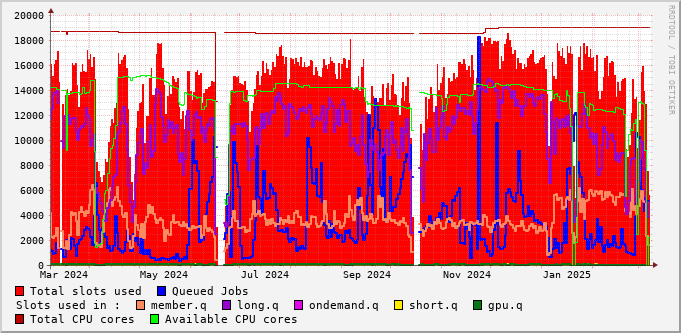 20000
18000
16000
14000
12000
10000
8000
6000
4000
2000
0
Mar 2024 May 2024 Jul 2024 Sep 2024 Nov 2024 Jan 2025
Total slots used Queued Jobs
Slots used in : member.q long.q ondemand.q short.q gpu.q
Total CPU cores Available CPU cores
RRDTOOL / TOBI OETIKER